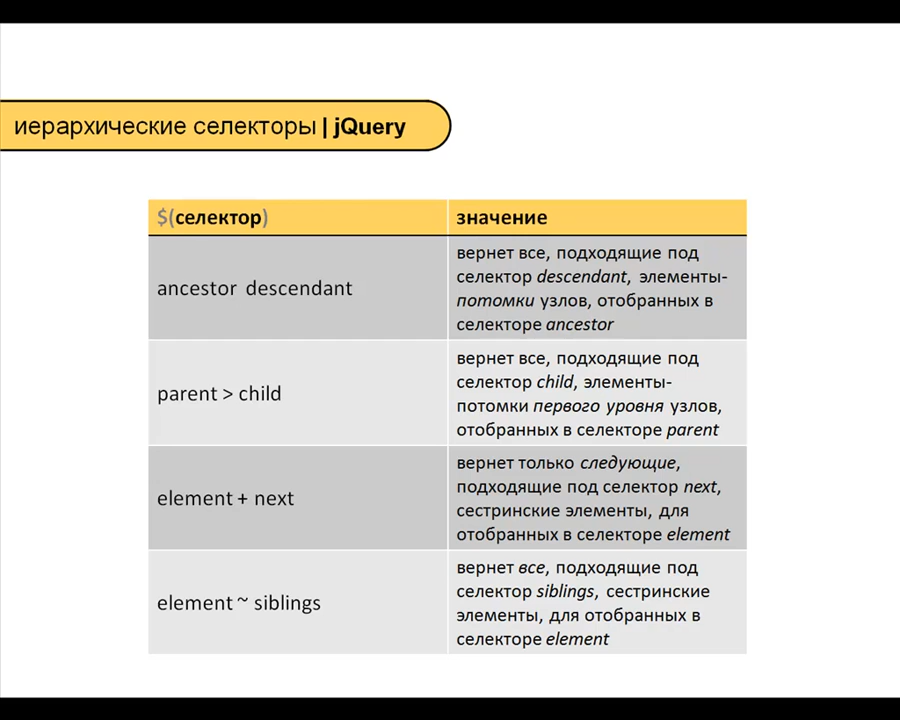 иерархические селекторы | jQuery
$(селектор)
значение
ancestor descendant
вернет все, подходящие под
селектор descendant, элементы-
потомки узлов, отобранных в
селекторе ancestor
parent > child
вернет все, подходящие под
селектор child, элементы-
потомки первого уровня узлов,
отобранных в селекторе parent
element + next
вернет только следующие,
подходящие под селектор next,
сестринские элементы, для
отобранных в селекторе element
element ~ siblings
вернет все, подходящие под
селектор siblings, сестринские
элементы, для отобранных в
селекторе element